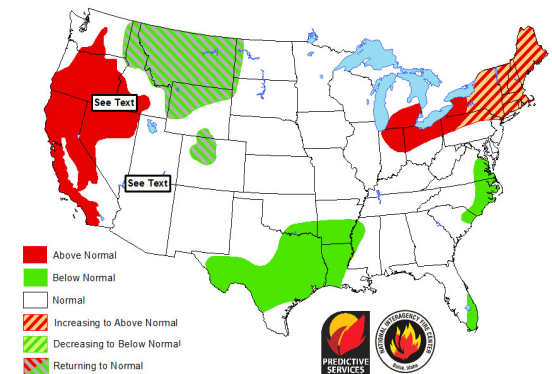 See Text
See Text
Above Normal
Below Normal
Normal
Increasing to Above Normal
Decreasing to Below Normal
Returning to Normal
PREDICTIVE
SERVICES
NATIONAL INTERAGENCY FIRE CENTER
Boise, Idaho